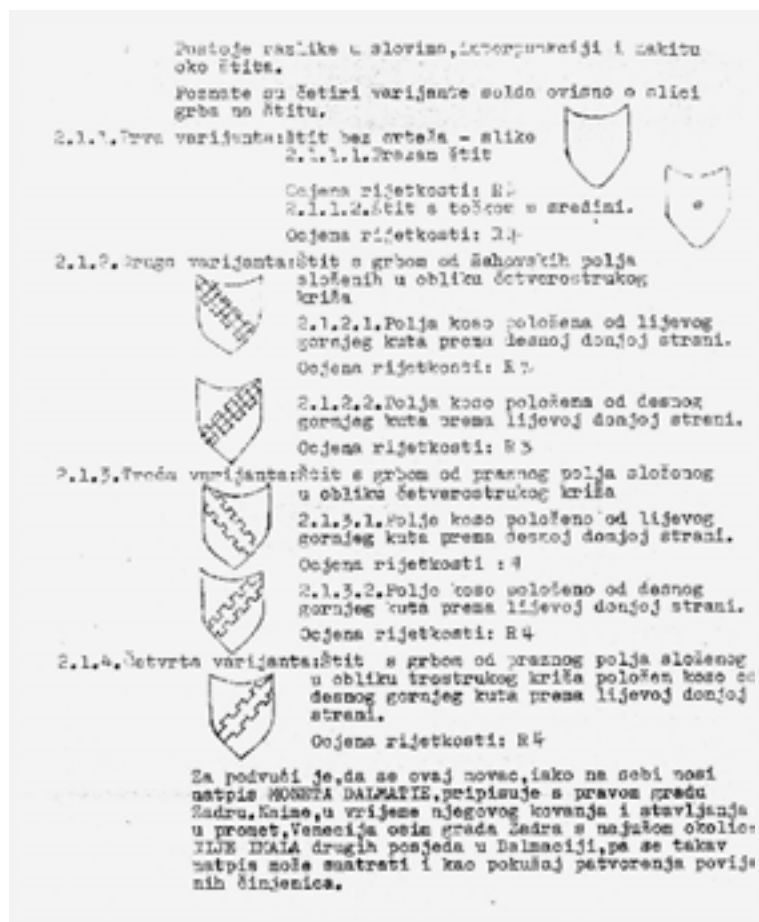 Postoje razlike u slovima, interpunkciji i nakitu
oko štita.
Poznate su četiri varijante solda ovisno o slici
grba na štitu.
2.1.1.Prva varijanta:Štit bez crteža - slike
2.1.1.1.Prazan štit
Ocjena rijetkosti:
2.1.1.2.Štit s točkom u sredini.
Ocjena rijetkosti:
2.1.2.Druga varijanta:Štit s grbom od šahovskih polja
složenih u obliku četverostrukog
križa
2.1.2.1.Polja koso položena od lijevog
gornjeg kuta prema desnoj donjoj strani.
Ocjena rijetkosti:
2.1.2.2.Polja koso položena od desnog
gornjeg kuta prema lijevoj donjoj strani.
Ocjena rijetkosti: R3
2.1.3.Treća varijanta:Štit s grbom od praznog polja složenog
u obliku četverostrukog križa
2.1.3.1.Polje koso položeno od lijevog
gornjeg kuta prema desnoj donjoj strani.
Ocjena rijetkosti :4
2.1.3.2.Polje koso položeno od desnog
gornjeg kuta prema lijevoj donjoj strani.
Ocjena rijetkosti: R4
2.1.4.Četvrta varijanta:Štit s grbom od praznog polja složenog
u obliku trostrukog križa položen koso od
desnog gornjeg kuta prema lijevoj donjoj
strani.
Ocjena rijetkosti: R4
Za podvući je,da se ovaj novac,iako na sebi nosi
natpis MONETA DALMATIE,pripisuje s pravom gradu
Zadru.Naime,u vrijeme njegovog kovanja i stavljanja
u promet,Venecija osim grada Zadra s najužom okolic
NIJE IMALA drugih posjeda u Dalmaciji,pa se takav
natpis može smatrati i kao pokušaj patvorenja povij
nih činjenica.